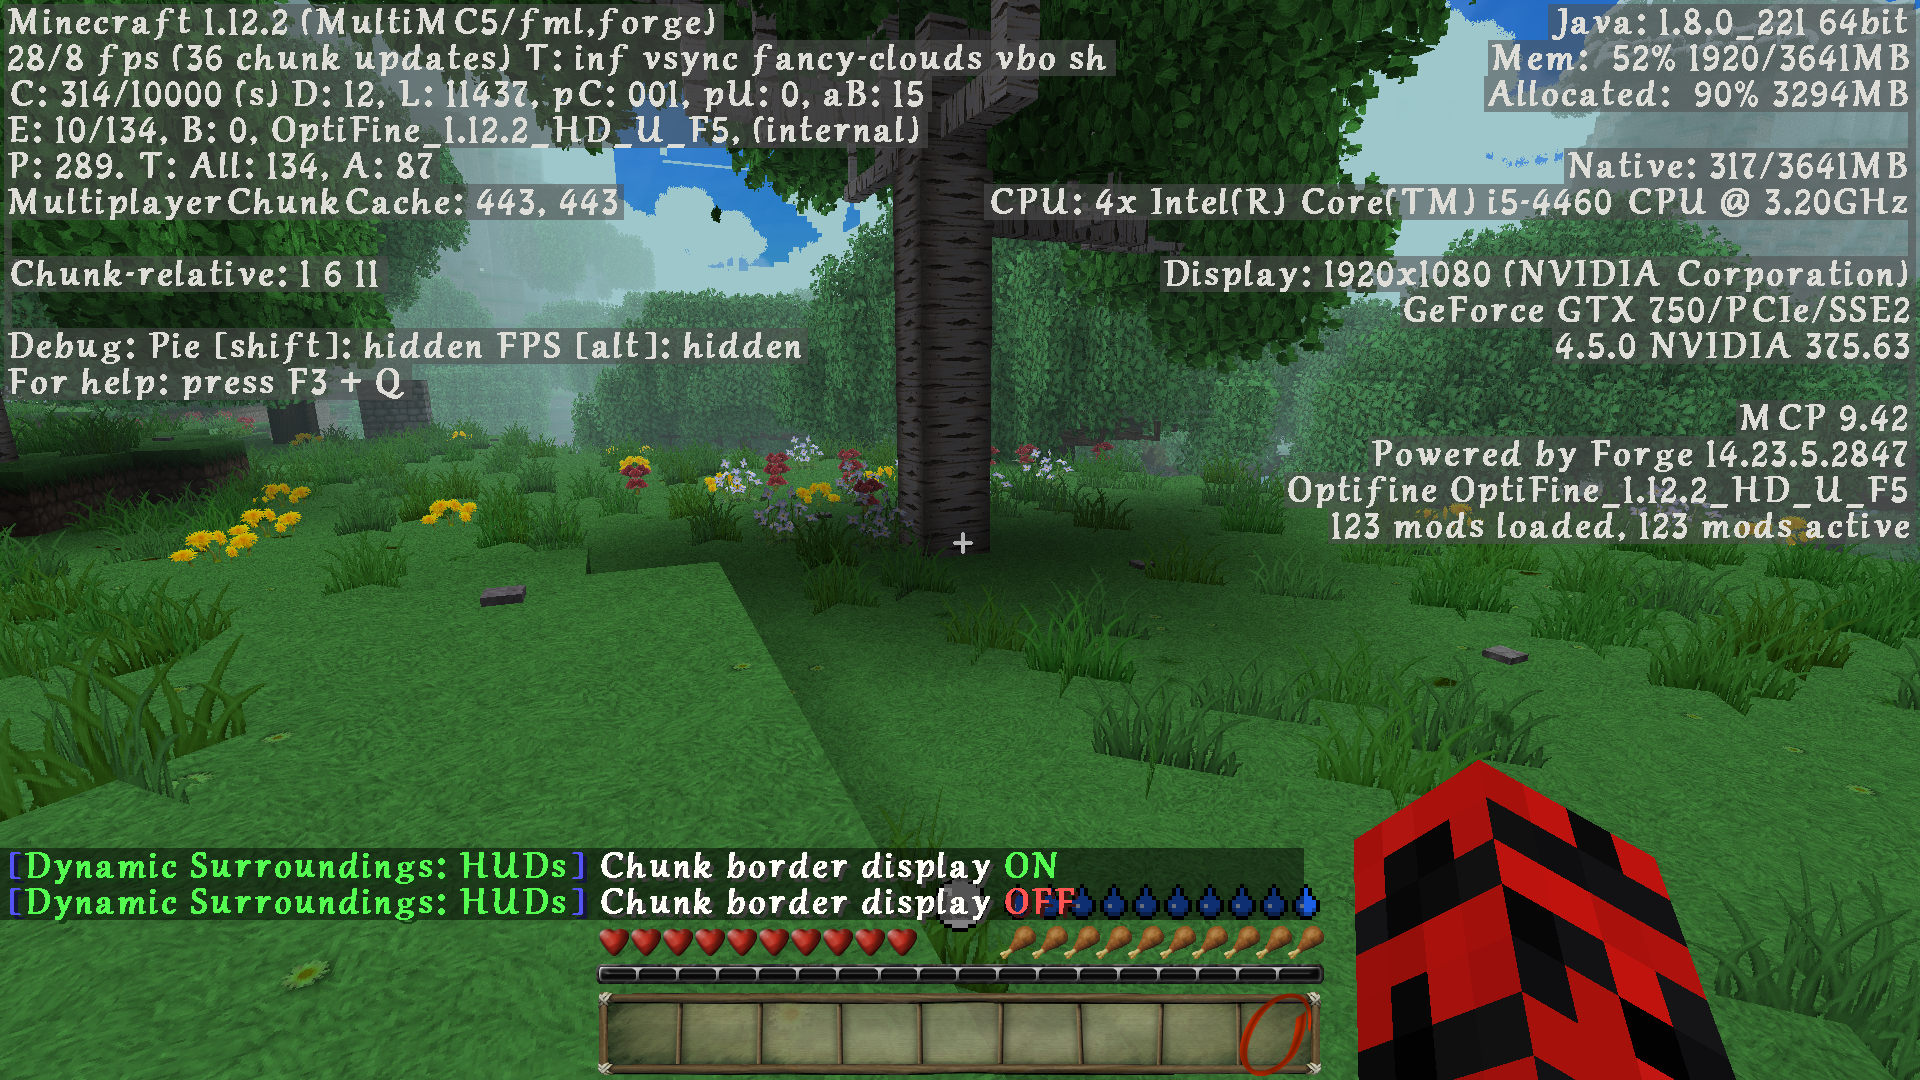 Minecraft 1.12.2 (MultiMC5/fml,forge)
28/8 fps (36 chunk updates) T: inf vsync fancy-clouds vbo sh
C: 314/10000 (s) D: 12, L: 11437, pC: 001, pU: 0, aB: 15
E: 10/134, B: 0, OptiFine_1.12.2_HD_U_F5, (internal)
P: 289. T: All: 134, A: 87
MultiplayerChunkCache: 443, 443
Chunk-relative: 1 6 11
Debug: Pie [shift]: hidden FPS [alt]: hidden
For help: press F3 + Q
Java: 1.8.0_221 64bit
Mem: 52% 1920/3641MB
Allocated: 90% 3294MB
Native: 317/3641MB
CPU: 4x Intel(R) Core(TM) i5-4460 CPU @ 3.20GHz
Display: 1920x1080 (NVIDIA Corporation)
GeForce GTX 750/PCIe/SSE2
4.5.0 NVIDIA 375.63
MCP 9.42
Powered by Forge 14.23.5.2847
Optifine OptiFine_1.12.2_HD_U_F5
123 mods loaded, 123 mods active
[Dynamic Surroundings: HUDs] Chunk border display ON
[Dynamic Surroundings: HUDs] Chunk border display OFF